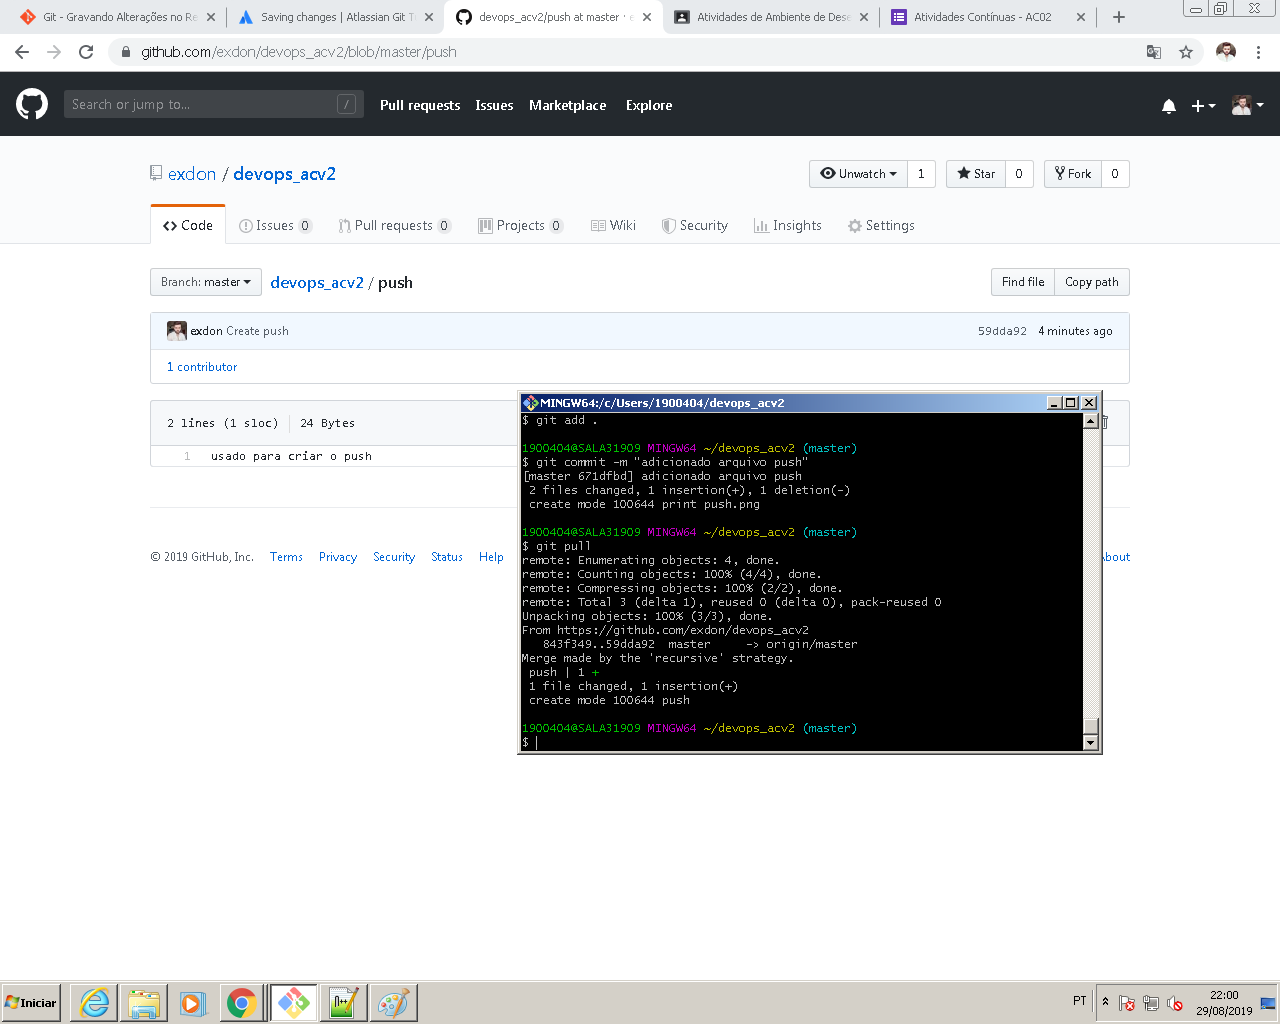 Git - Gravando Alterações no Re
Saving changes | Atlassian Git T
devops_acv2/push at master · e
Atividades de Ambiente de Dese
Atividades Contínuas - AC02
github.com/exdon/devops_acv2/blob/master/push
Search or jump to...
/
Pull requests
Issues
Marketplace
Explore
exdon / devops_acv2
Unwatch
1
Star
0
Fork
0
Code
Issues 0
Pull requests 0
Projects 0
Wiki
Security
Insights
Settings
Branch: master
devops_acv2 / push
Find file
Copy path
exdon Create push
59dda92
4 minutes ago
1 contributor
2 lines (1 sloc)
24 Bytes
1
usado para criar o push
© 2019 GitHub, Inc.
Terms
Privacy
Security
Status
Help
About
MINGW64:/c/Users/1900404/devops_acv2
$ git add .
1900404@SALA31909 MINGW64 ~/devops_acv2 (master)
$ git commit -m "adicionado arquivo push"
[master 671dfbd] adicionado arquivo push
2 files changed, 1 insertion(+), 1 deletion(-)
create mode 100644 print push.png
1900404@SALA31909 MINGW64 ~/devops_acv2 (master)
$ git pull
remote: Enumerating objects: 4, done.
remote: Counting objects: 100% (4/4), done.
remote: Compressing objects: 100% (2/2), done.
remote: Total 3 (delta 1), reused 0 (delta 0), pack-reused 0
Unpacking objects: 100% (3/3), done.
From https://github.com/exdon/devops_acv2
843f349..59dda92  master     -> origin/master
Merge made by the 'recursive' strategy.
push | 1 +
1 file changed, 1 insertion(+)
create mode 100644 push
1900404@SALA31909 MINGW64 ~/devops_acv2 (master)
$
Iniciar
PT
22:00
29/08/2019